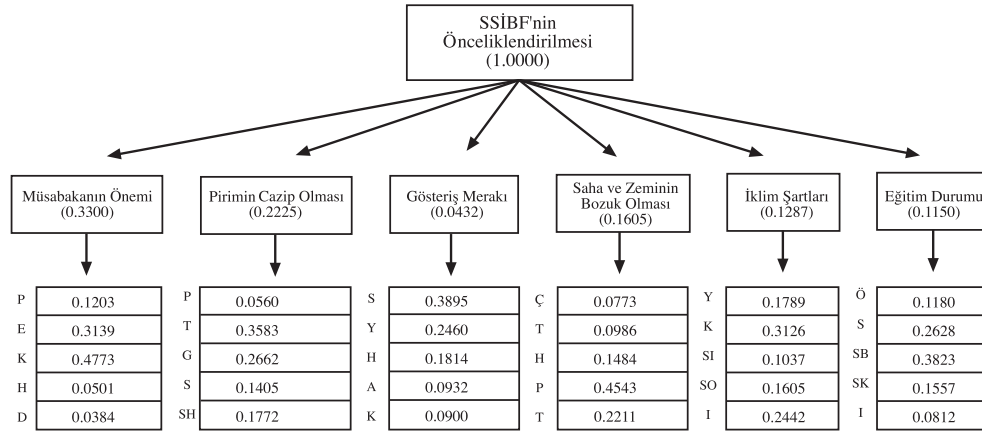 SSİBF'nin
Önceliklendirilmesi
(1.0000)
Müsabakanın Önemi
(0.3300)
Pirimin Cazip Olması
(0.2225)
Gösteriş Merakı
(0.0432)
Saha ve Zeminin
Bozuk Olması
(0.1605)
İklim Şartları
(0.1287)
Eğitim Durumu
(0.1150)
P 0.1203
E 0.3139
K 0.4773
H 0.0501
D 0.0384
P 0.0560
T 0.3583
G 0.2662
S 0.1405
SH 0.1772
S 0.3895
Y 0.2460
H 0.1814
A 0.0932
K 0.0900
Ç 0.0773
T 0.0986
H 0.1484
P 0.4543
T 0.2211
Y 0.1789
K 0.3126
SI 0.1037
SO 0.1605
I 0.2442
Ö 0.1180
S 0.2628
SB 0.3823
SK 0.1557
I 0.0812